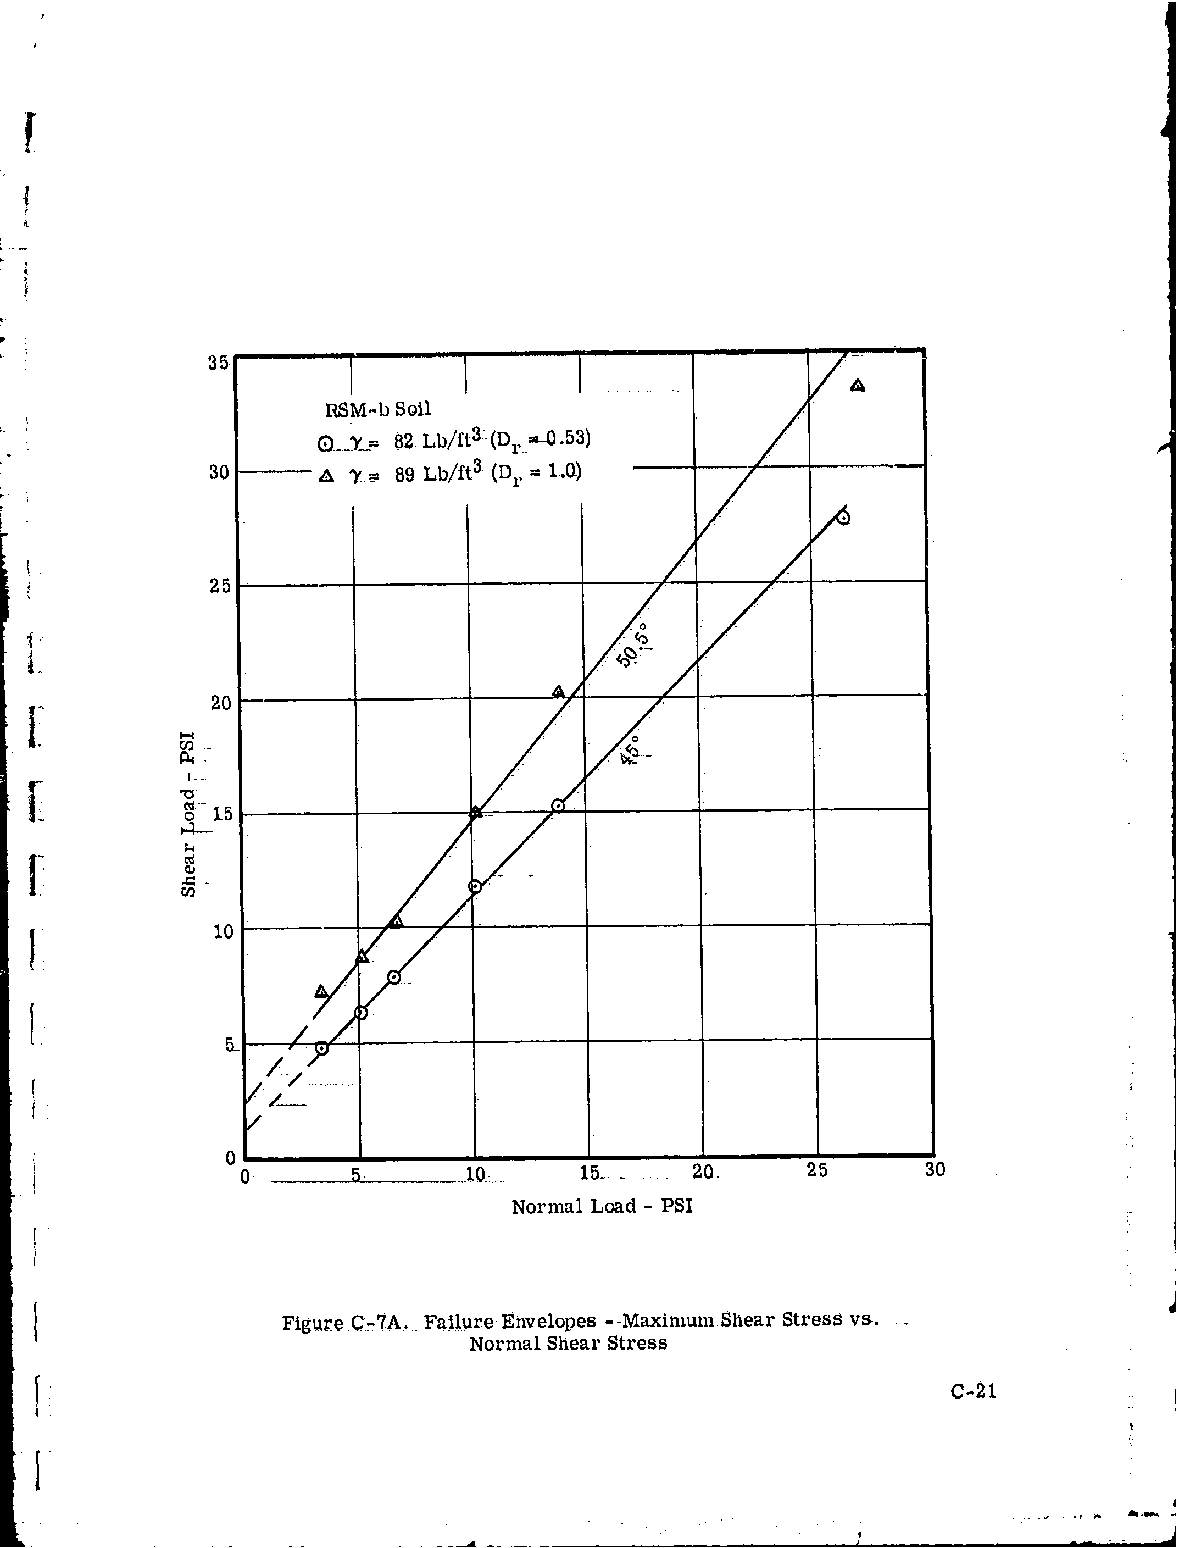 35
RSM-b Soil
⊙ γ = 82 Lb/ft³ (Dr = 0.53)
30
△ γ = 89 Lb/ft³ (Dr = 1.0)
25
50.5°
20
45°
Shear Load - PSI
15
10
5
0
0 5 10 15 20 25 30
Normal Load - PSI
Figure C-7A. Failure Envelopes - Maximum Shear Stress vs.
Normal Shear Stress
C-21